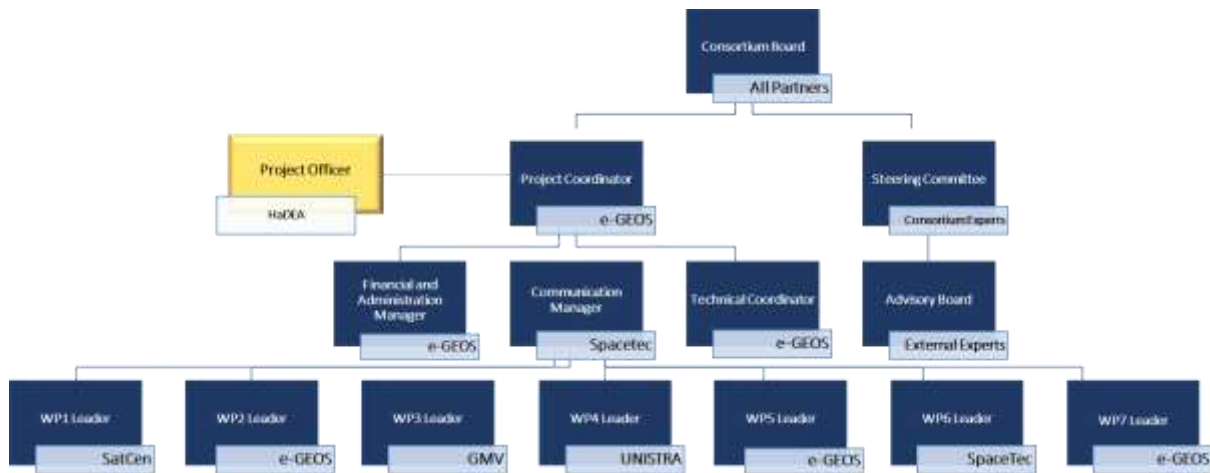 Consortium Board
All Partners
Project Officer
HaDEA
Project Coordinator
e-GEOS
Steering Committee
Consortium Experts
Financial and
Administration
Manager
e-GEOS
Communication
Manager
Spacetec
Technical Coordinator
e-GEOS
Advisory Board
External Experts
WP1 Leader
SatCen
WP2 Leader
e-GEOS
WP3 Leader
GMV
WP4 Leader
UNISTRA
WP5 Leader
e-GEOS
WP6 Leader
SpaceTec
WP7 Leader
e-GEOS